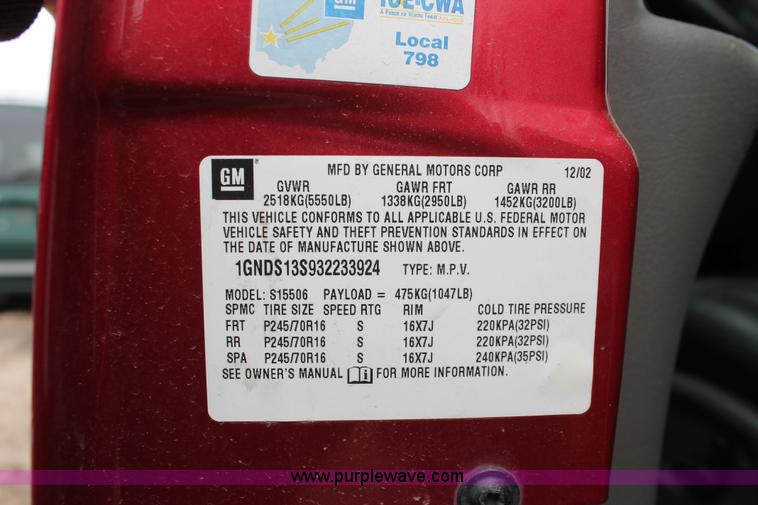 GM
IUE-CWA
Local
798
GM
MFD BY GENERAL MOTORS CORP 12/02
GVWR GAWR FRT GAWR RR
2518KG(5550LB) 1338KG(2950LB) 1452KG(3200LB)
THIS VEHICLE CONFORMS TO ALL APPLICABLE U.S. FEDERAL MOTOR
VEHICLE SAFETY AND THEFT PREVENTION STANDARDS IN EFFECT ON
THE DATE OF MANUFACTURE SHOWN ABOVE.
1GNDS13S932233924 TYPE: M.P.V.
MODEL: S15506 PAYLOAD = 475KG(1047LB)
SPMC TIRE SIZE SPEED RTG RIM COLD TIRE PRESSURE
FRT P245/70R16 S 16X7J 220KPA(32PSI)
RR P245/70R16 S 16X7J 220KPA(32PSI)
SPA P245/70R16 S 16X7J 240KPA(35PSI)
SEE OWNER'S MANUAL FOR MORE INFORMATION.
www.purplewave.com